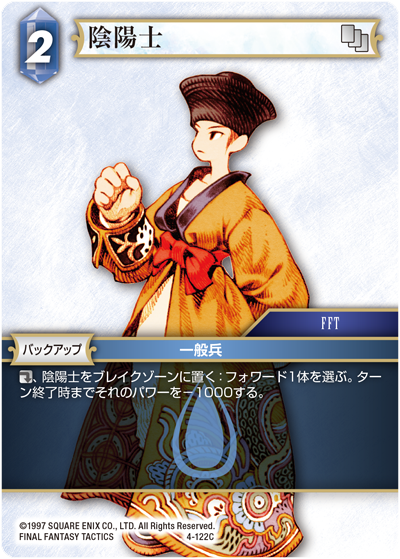 2
陰陽士
FFT
バックアップ
一般兵
、陰陽士をブレイクゾーンに置く：フォワード1体を選ぶ。ター
ン終了時までそれのパワーを－1000する。
©1997 SQUARE ENIX CO., LTD. All Rights Reserved.
FINAL FANTASY TACTICS
4-122C